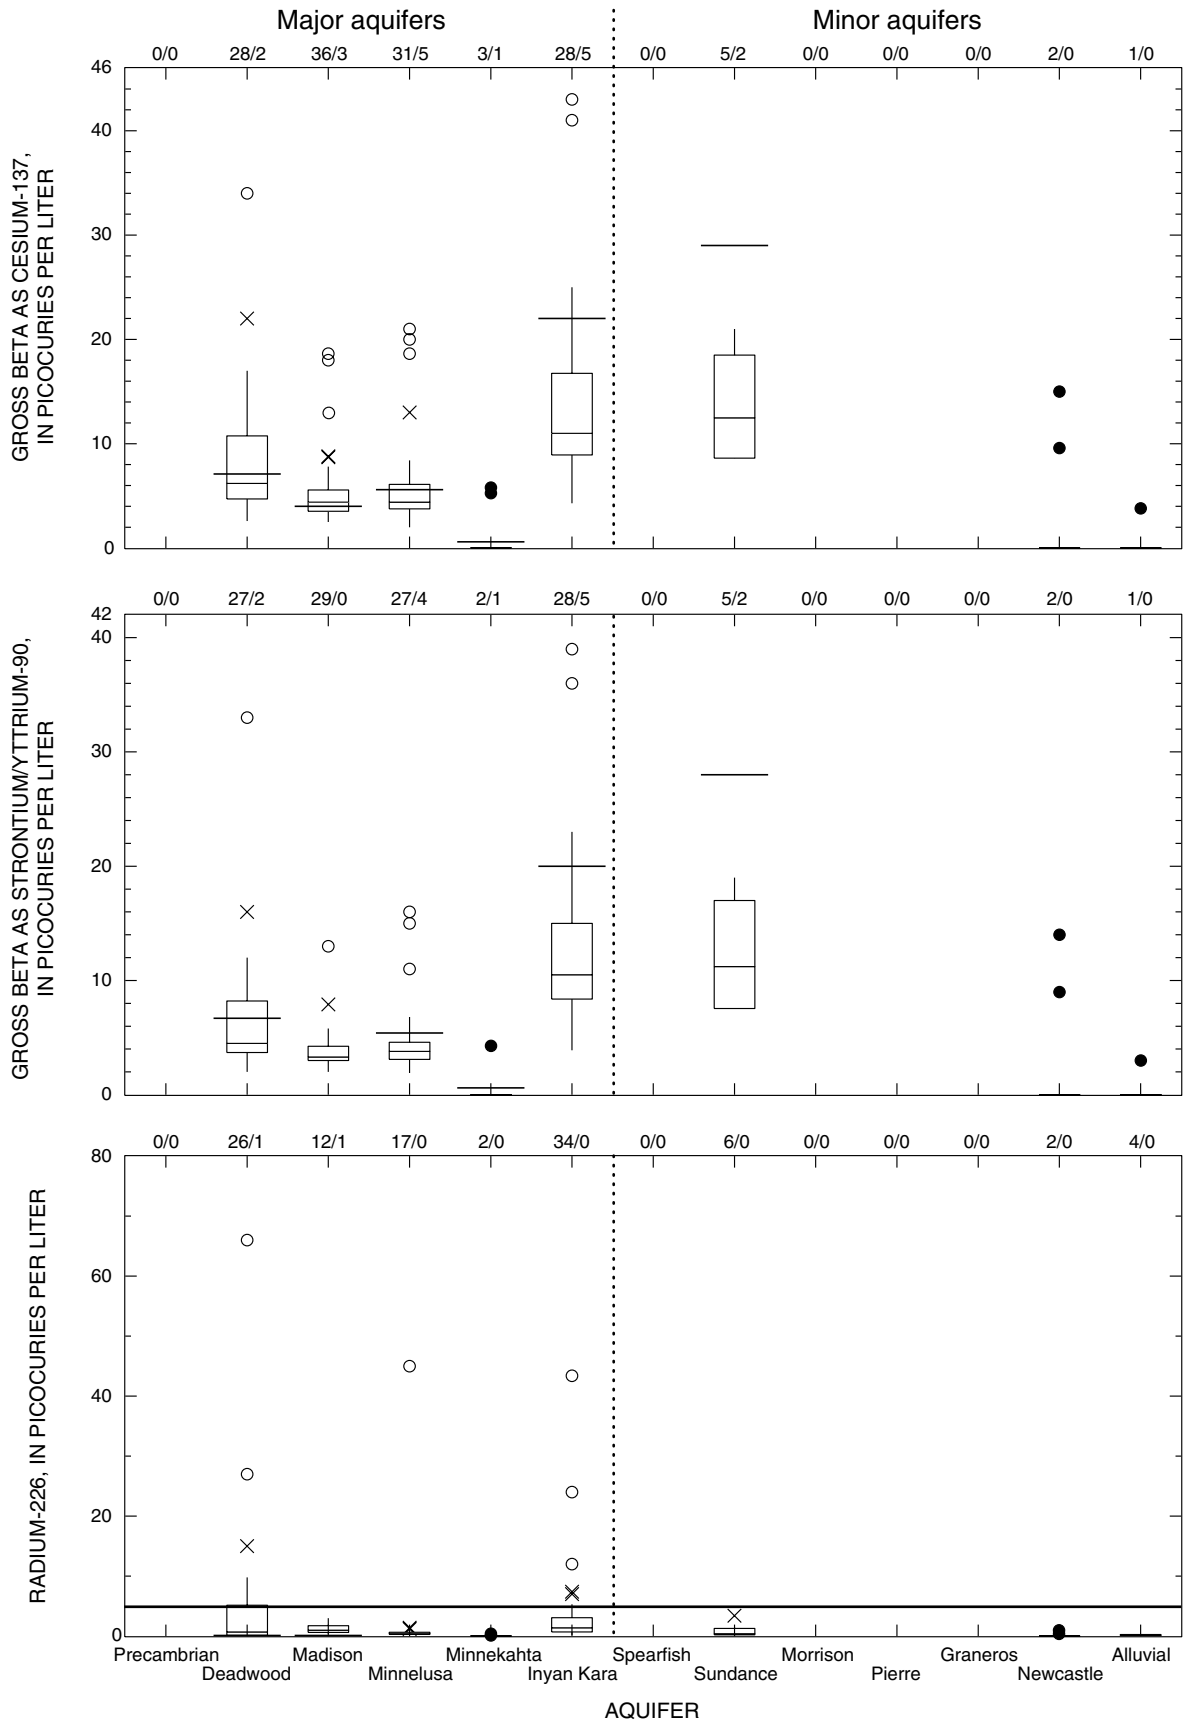 Major aquifers Minor aquifers
0/0 28/2 36/3 31/5 3/1 28/5 0/0 5/2 0/0 0/0 0/0 2/0 1/0
46
40
30
20
10
0
GROSS BETA AS CESIUM-137,
IN PICOCURIES PER LITER
0/0 27/2 29/0 27/4 2/1 28/5 0/0 5/2 0/0 0/0 0/0 2/0 1/0
42
40
30
20
10
0
GROSS BETA AS STRONTIUM/YTTRIUM-90,
IN PICOCURIES PER LITER
0/0 26/1 12/1 17/0 2/0 34/0 0/0 6/0 0/0 0/0 0/0 2/0 4/0
80
60
40
20
0
RADIUM-226, IN PICOCURIES PER LITER
Precambrian Madison Minnekahta Spearfish Morrison Graneros Alluvial
Deadwood Minnelusa Inyan Kara Sundance Pierre Newcastle
AQUIFER